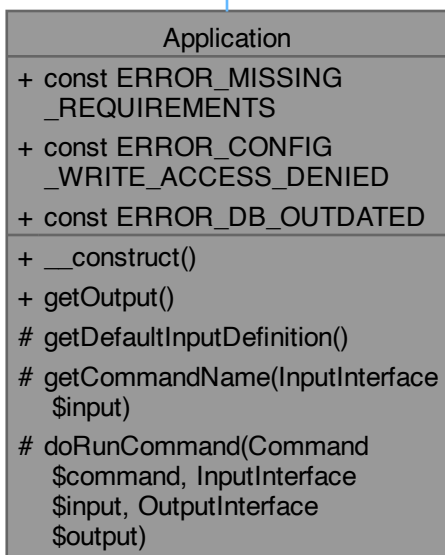 Application
+ const ERROR_MISSING
_REQUIREMENTS
+ const ERROR_CONFIG
_WRITE_ACCESS_DENIED
+ const ERROR_DB_OUTDATED
+ __construct()
+ getOutput()
# getDefaultInputDefinition()
# getCommandName(InputInterface
$input)
# doRunCommand(Command
$command, InputInterface
$input, OutputInterface
$output)